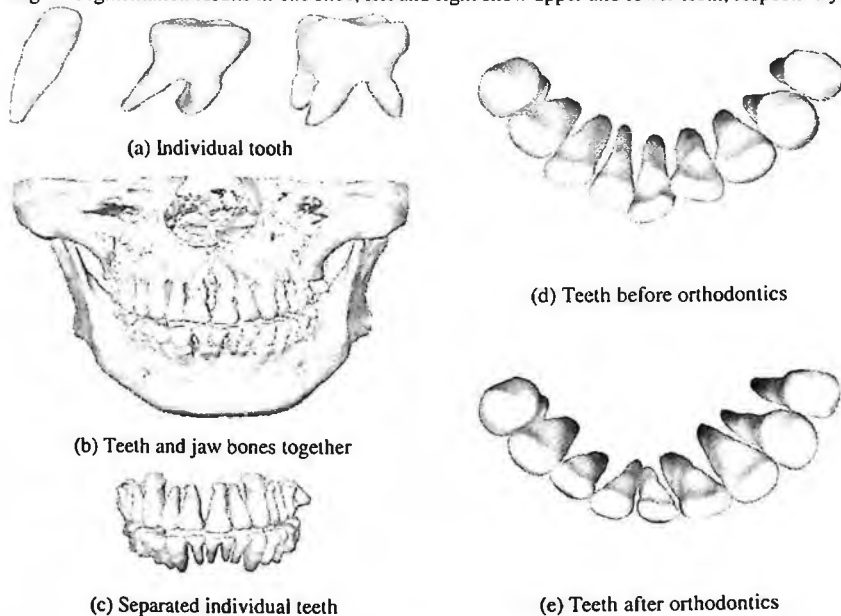 (a) Individual tooth
(b) Teeth and jaw bones together
(c) Separated individual teeth
(d) Teeth before orthodontics
(e) Teeth after orthodontics